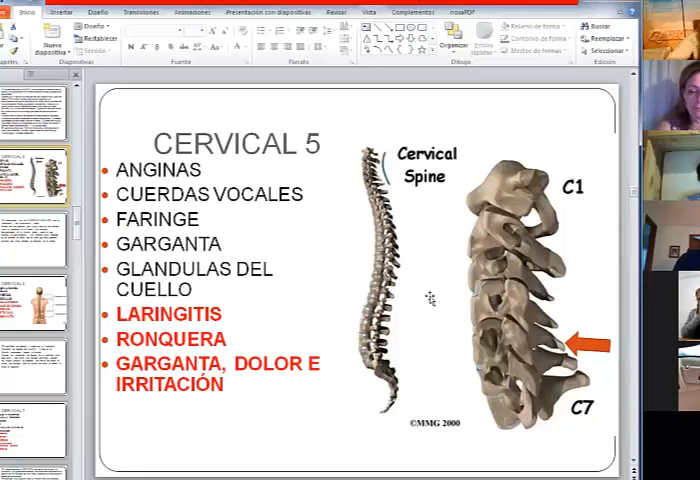 Inicio Insertar Diseño Transiciones Animaciones Presentación con diapositivas Revisar Vista Complementos novaPDF
Nueva diapositiva
Diseño
Restablecer
Sección
Diapositivas
Fuente
Párrafo
Organizar
Estilos rápidos
Relleno de forma
Contorno de forma
Efectos de formas
Dibujo
Buscar
Reemplazar
Seleccionar
Edición
CERVICAL 5
ANGINAS
CUERDAS VOCALES
FARINGE
GARGANTA
GLANDULAS DEL
CUELLO
LARINGITIS
RONQUERA
GARGANTA, DOLOR E
IRRITACIÓN
Cervical
Spine
C1
C7
©MMG 2000